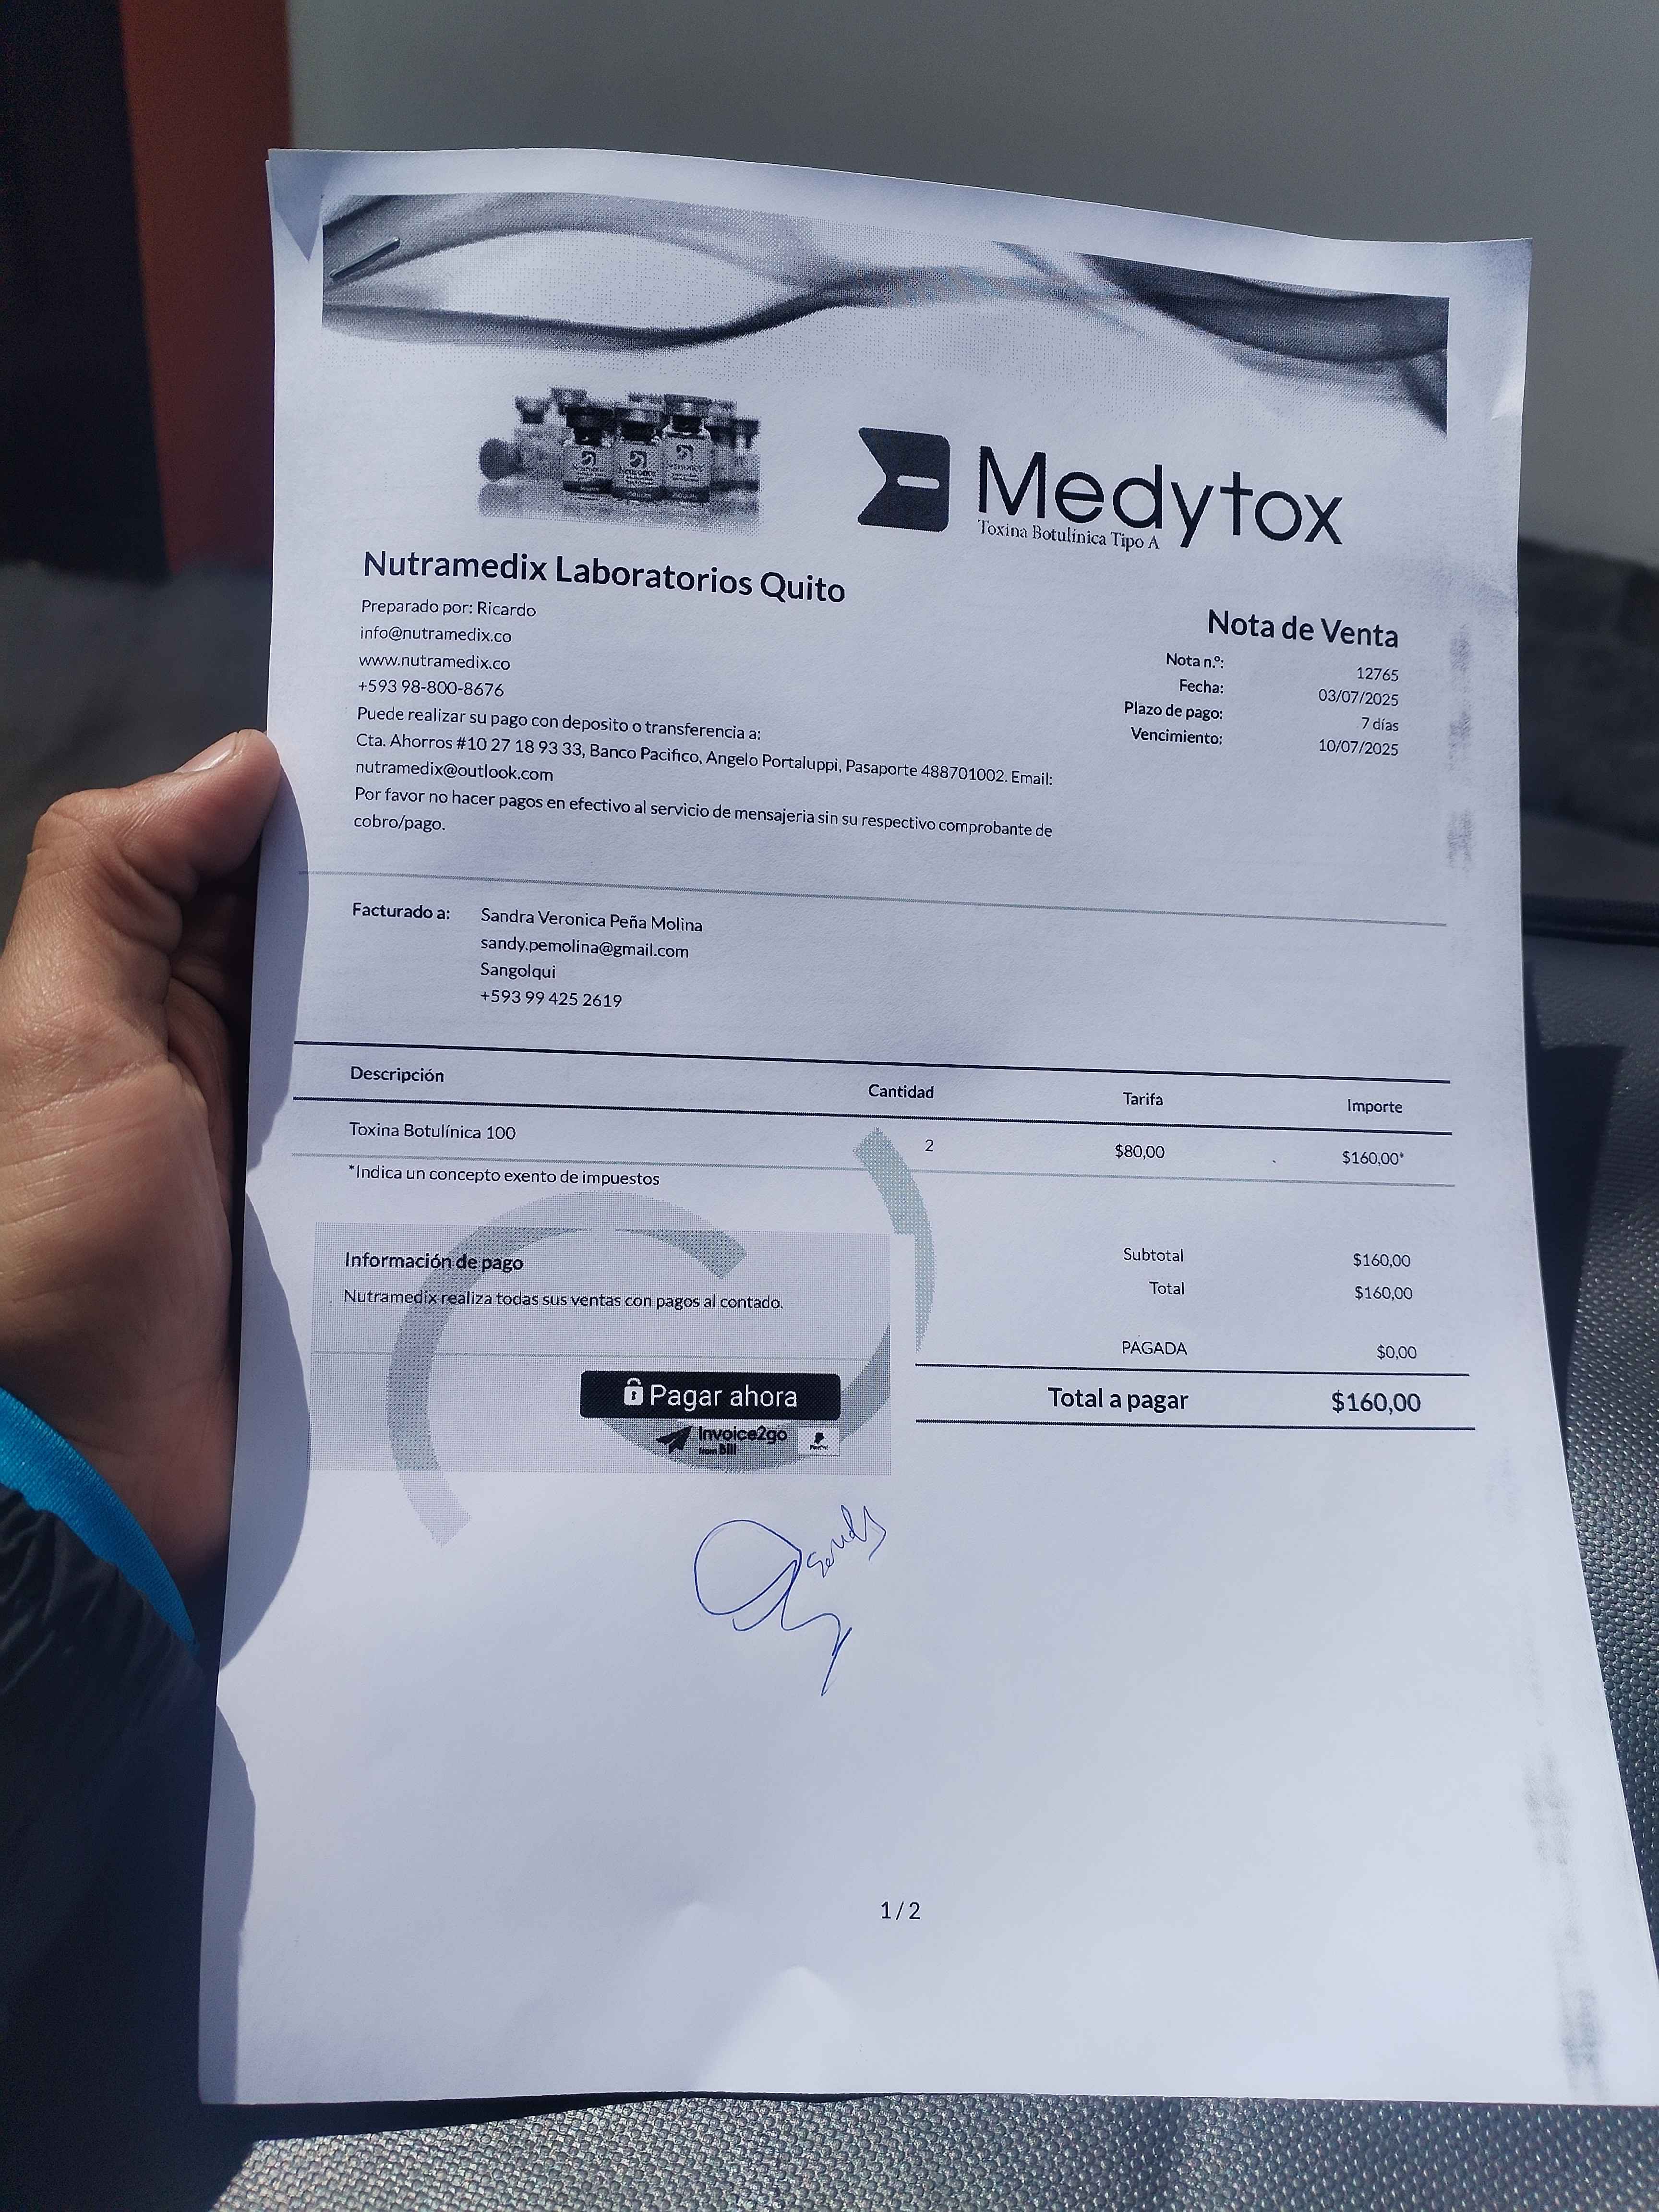 Medytox
Toxina Botulínica Tipo A
Nutramedix Laboratorios Quito
Preparado por: Ricardo
info@nutramedix.co
www.nutramedix.co
+593 98-800-8676
Puede realizar su pago con deposito o transferencia a:
Cta. Ahorros #10 27 18 93 33, Banco Pacifico, Angelo Portaluppi, Pasaporte 488701002. Email:
nutramedix@outlook.com
Por favor no hacer pagos en efectivo al servicio de mensajeria sin su respectivo comprobante de
cobro/pago.
Nota de Venta
Nota n.º: 12765
Fecha: 03/07/2025
Plazo de pago: 7 días
Vencimiento: 10/07/2025
Facturado a: Sandra Veronica Peña Molina
sandy.pemolina@gmail.com
Sangolqui
+593 99 425 2619
Descripción Cantidad Tarifa Importe
Toxina Botulínica 100 2 $80,00 $160,00*
*Indica un concepto exento de impuestos
Información de pago
Nutramedix realiza todas sus ventas con pagos al contado.
Pagar ahora
Invoice2go
from Bill
PayPal
Subtotal $160,00
Total $160,00
PAGADA $0,00
Total a pagar $160,00
Sandy
1 / 2